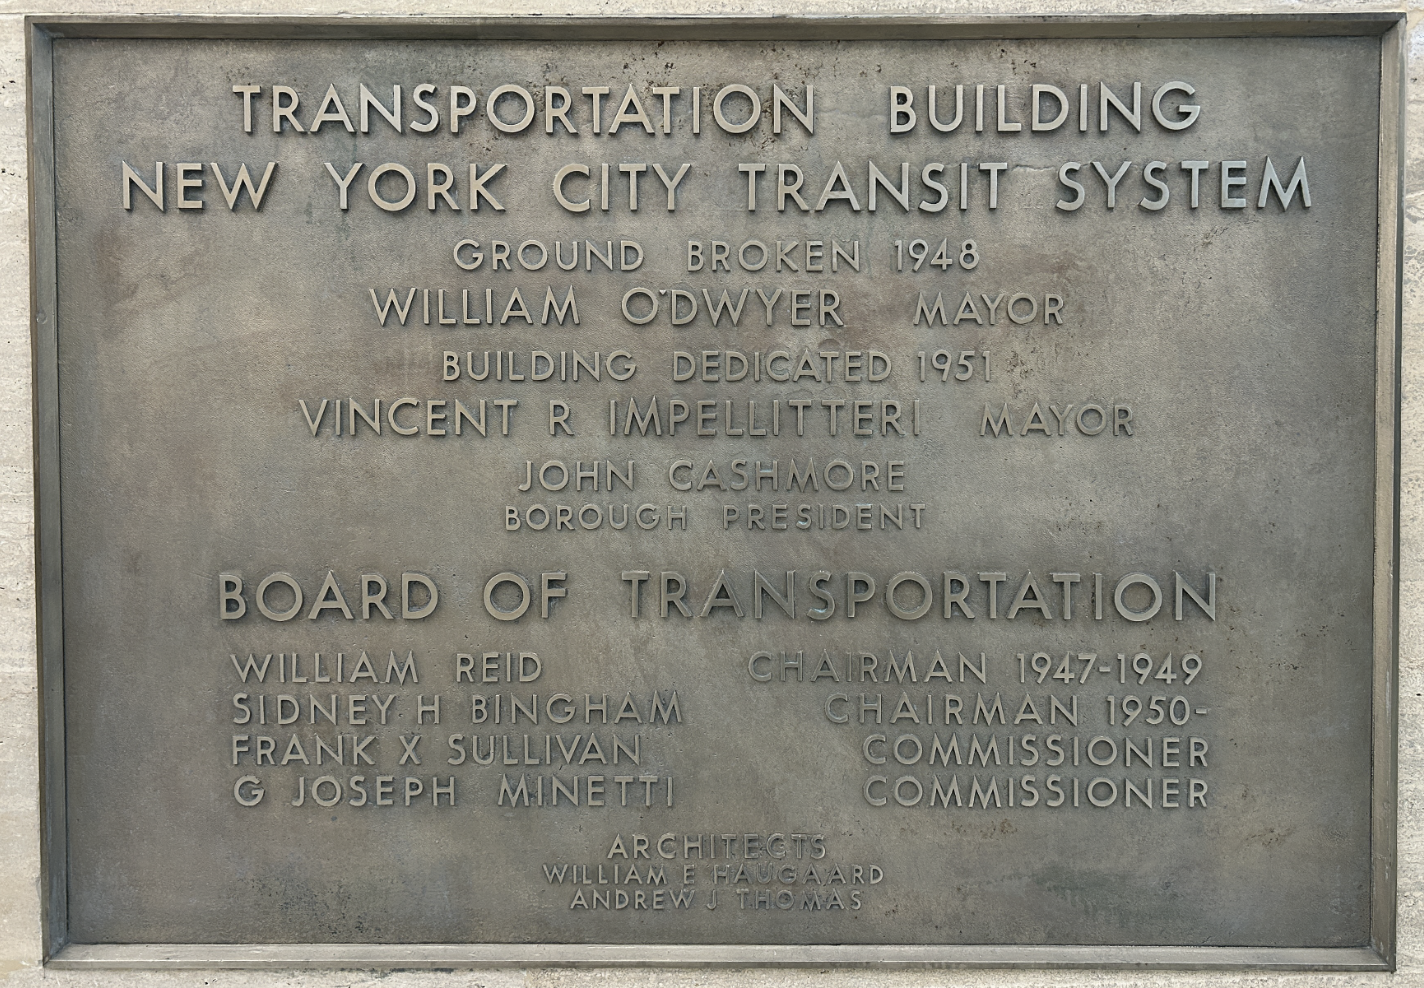 TRANSPORTATION BUILDING
NEW YORK CITY TRANSIT SYSTEM
GROUND BROKEN 1948
WILLIAM O'DWYER MAYOR
BUILDING DEDICATED 1951
VINCENT R IMPELLITTERI MAYOR
JOHN CASHMORE
BOROUGH PRESIDENT
BOARD OF TRANSPORTATION
WILLIAM REID CHAIRMAN 1947-1949
SIDNEY H BINGHAM CHAIRMAN 1950-
FRANK X SULLIVAN COMMISSIONER
G JOSEPH MINETTI COMMISSIONER
ARCHITECTS
WILLIAM E HAUGAARD
ANDREW J THOMAS